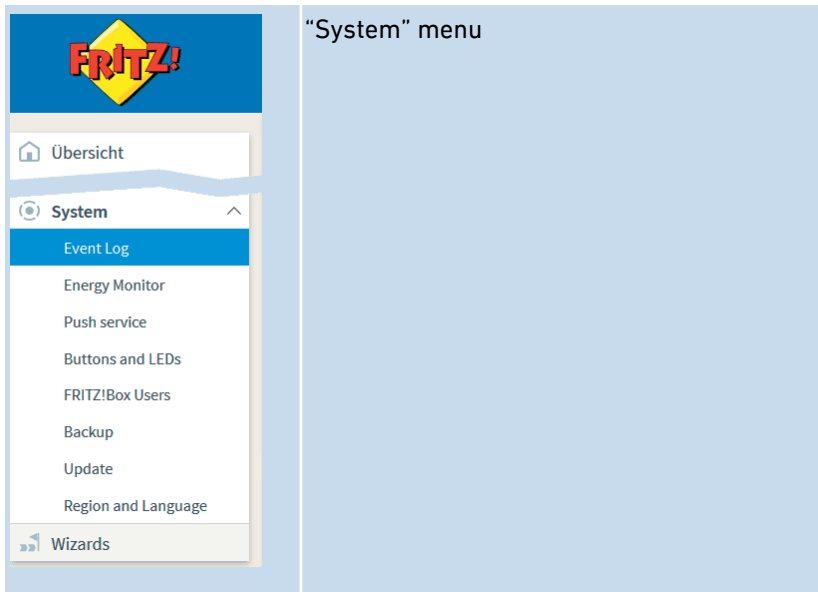 FRITZ!
Übersicht
System
Event Log
Energy Monitor
Push service
Buttons and LEDs
FRITZ!Box Users
Backup
Update
Region and Language
Wizards
“System” menu